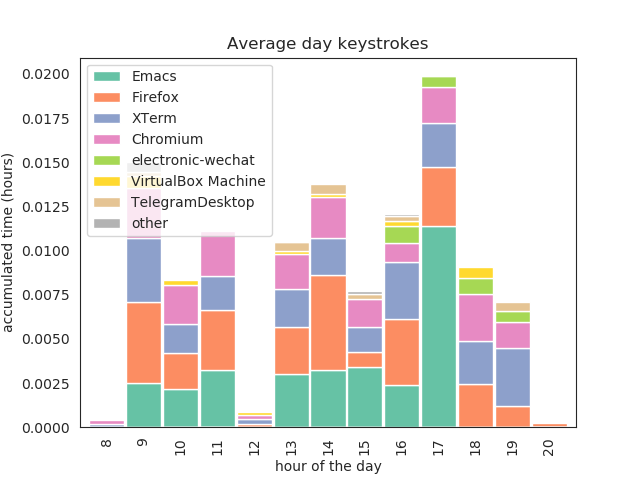 Average day keystrokes
accumulated time (hours)
0.0200
0.0175
0.0150
0.0125
0.0100
0.0075
0.0050
0.0025
0.0000
Emacs
Firefox
XTerm
Chromium
electronic-wechat
VirtualBox Machine
TelegramDesktop
other
8 9 10 11 12 13 14 15 16 17 18 19 20
hour of the day